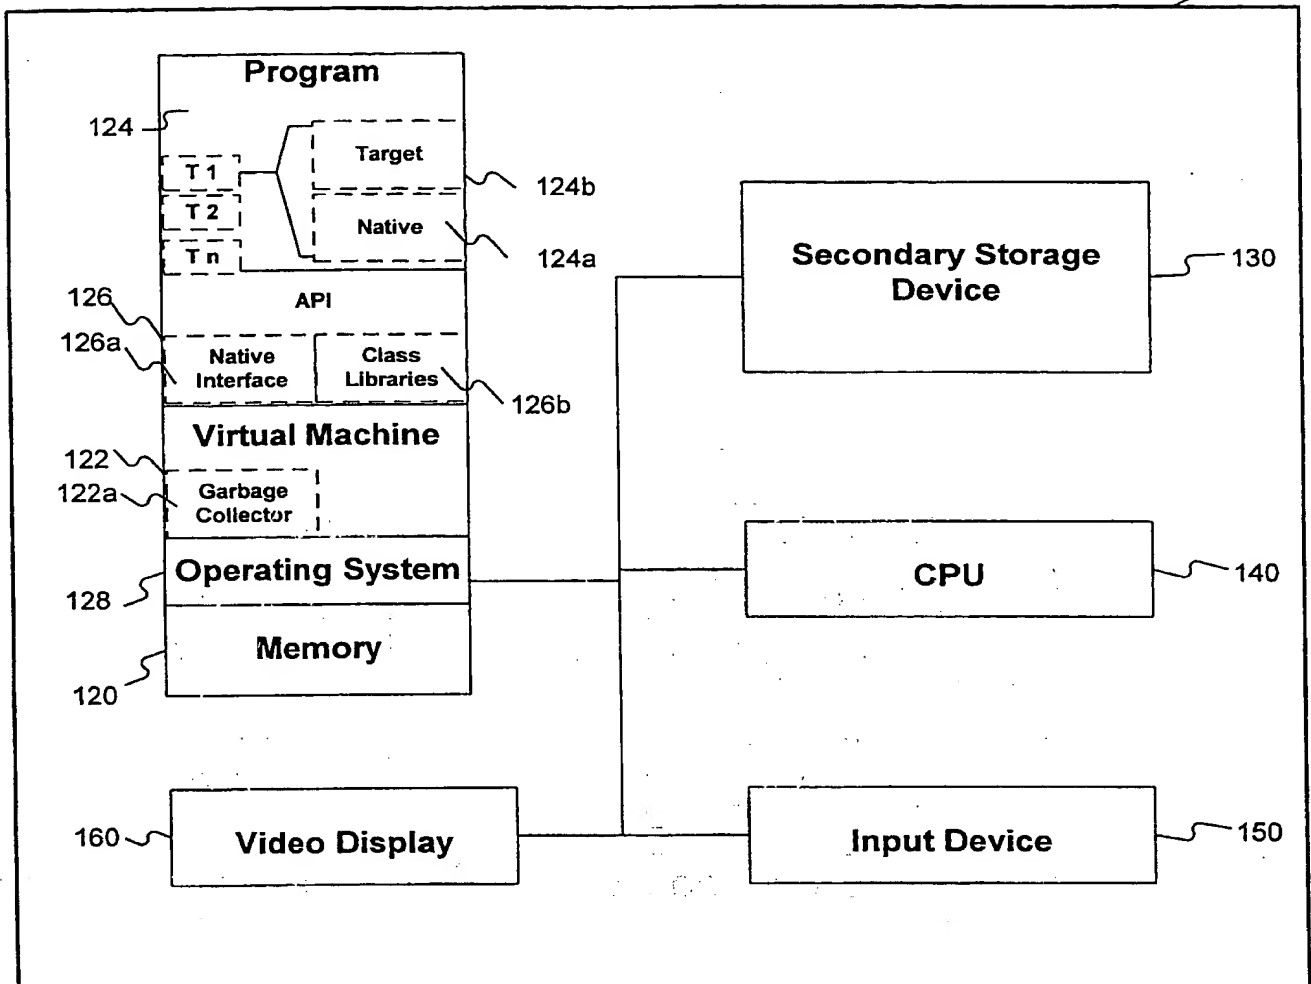 Program
124
T 1
Target
124b
T 2
Native
124a
T n
API
126
126a
Native
Interface
Class
Libraries
126b
Virtual Machine
122
122a
Garbage
Collector
Operating System
128
Memory
120
Secondary Storage
Device
130
CPU
140
160
Video Display
Input Device
150